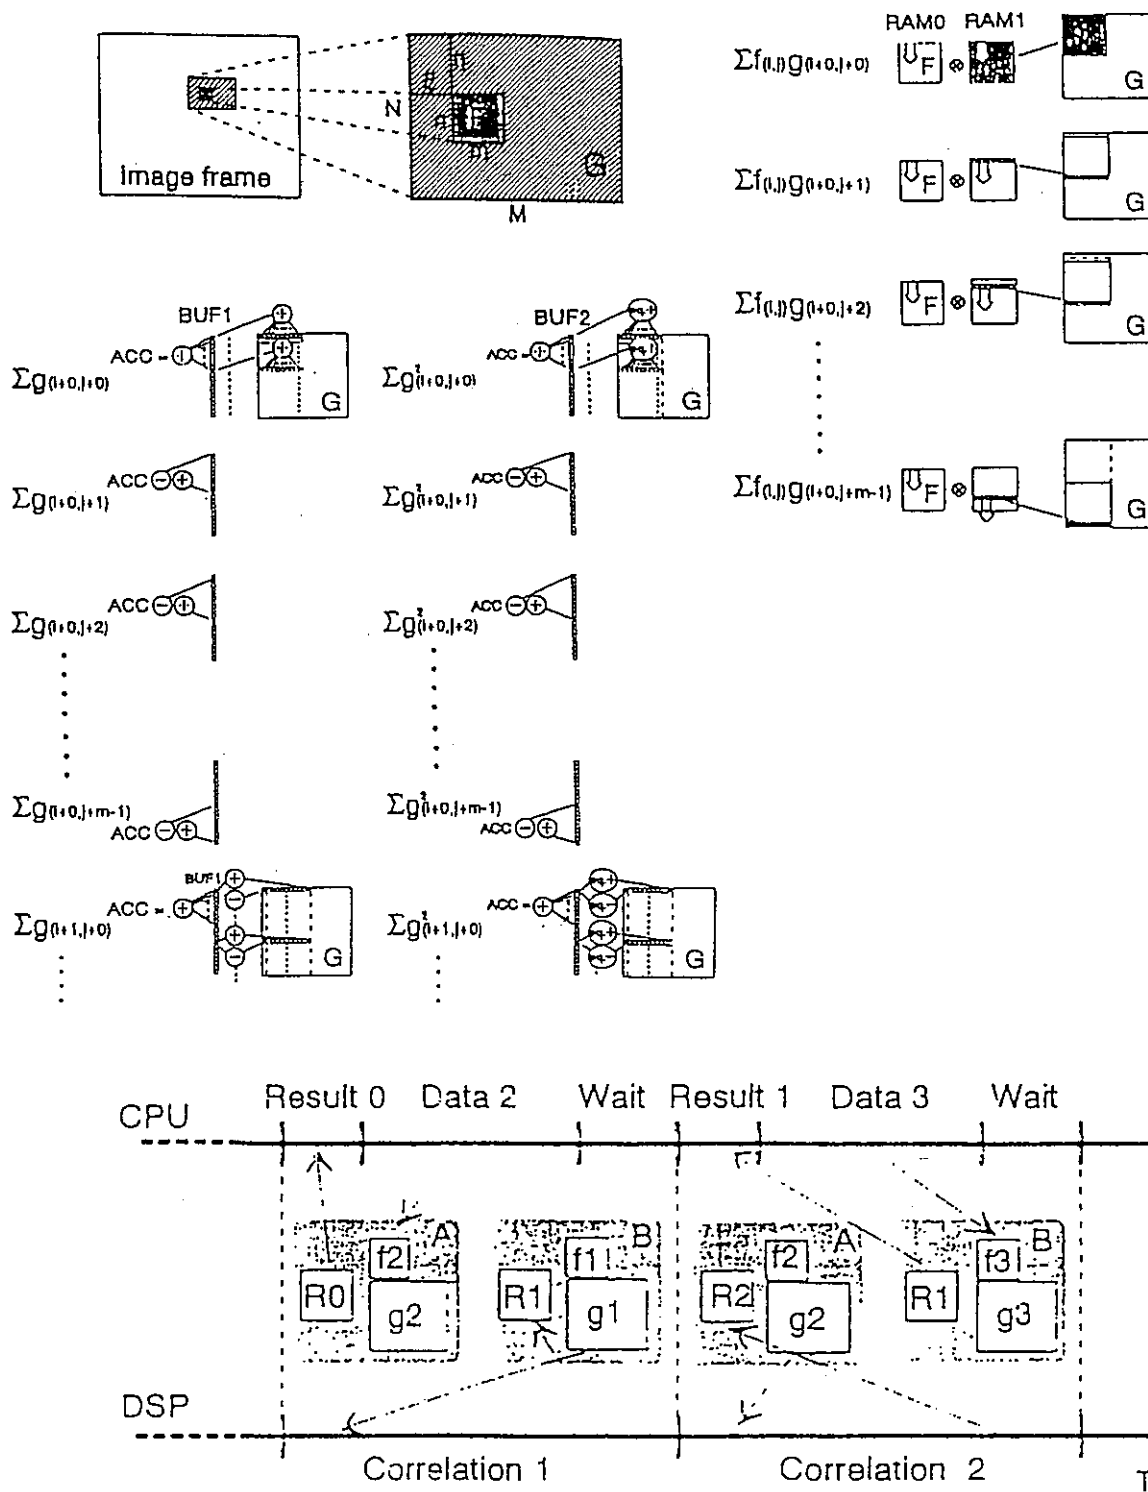 Image frame
N
F
G
M
RAM0 RAM1
Σf(i,j)g(i+0,j+0)
F
G
Σf(i,j)g(i+0,j+1)
F
G
Σf(i,j)g(i+0,j+2)
F
G
Σf(i,j)g(i+0,j+m-1)
F
G
BUF1
ACC =
Σg(i+0,j+0)
G
ACC
Σg(i+0,j+1)
ACC
Σg(i+0,j+2)
Σg(i+0,j+m-1)
ACC
BUF1
ACC =
Σg(i+1,j+0)
G
BUF2
ACC =
Σg²(i+0,j+0)
G
ACC
Σg²(i+0,j+1)
ACC
Σg²(i+0,j+2)
Σg²(i+0,j+m-1)
ACC
ACC =
Σg²(i+1,j+0)
G
CPU
Result 0 Data 2 Wait Result 1 Data 3 Wait
A B A B
f2 f1 f2 f3
R0 g2 R1 g1 R2 g2 R1 g3
DSP
Correlation 1 Correlation 2
T